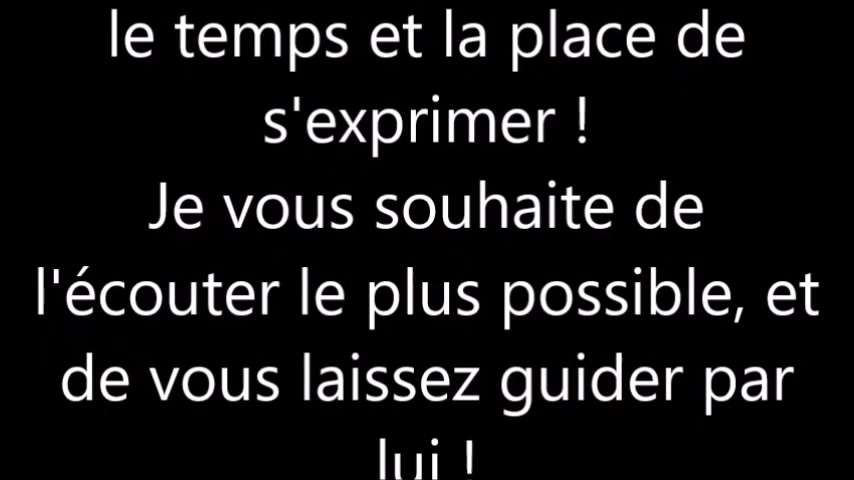 le temps et la place de
s'exprimer !
Je vous souhaite de
l'écouter le plus possible, et
de vous laissez guider par
lui !